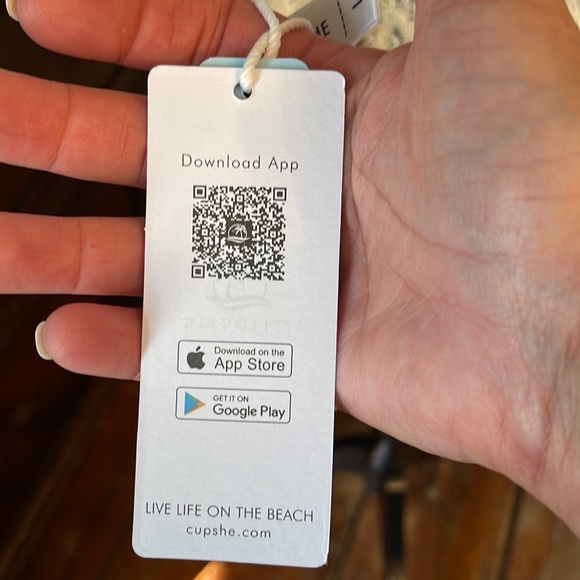 Download App
Download on the
App Store
GET IT ON
Google Play
LIVE LIFE ON THE BEACH
cupshe.com